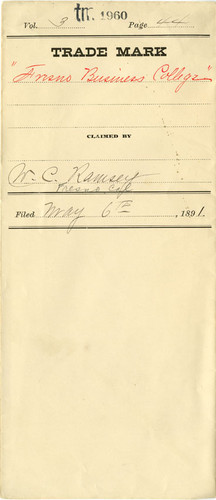 tm 1960
Vol. 3 Page 44
TRADE MARK
"Fresno Business College"
CLAIMED BY
W. C. Ramsey
Fresno, Cal
Filed May 6th, 1891.